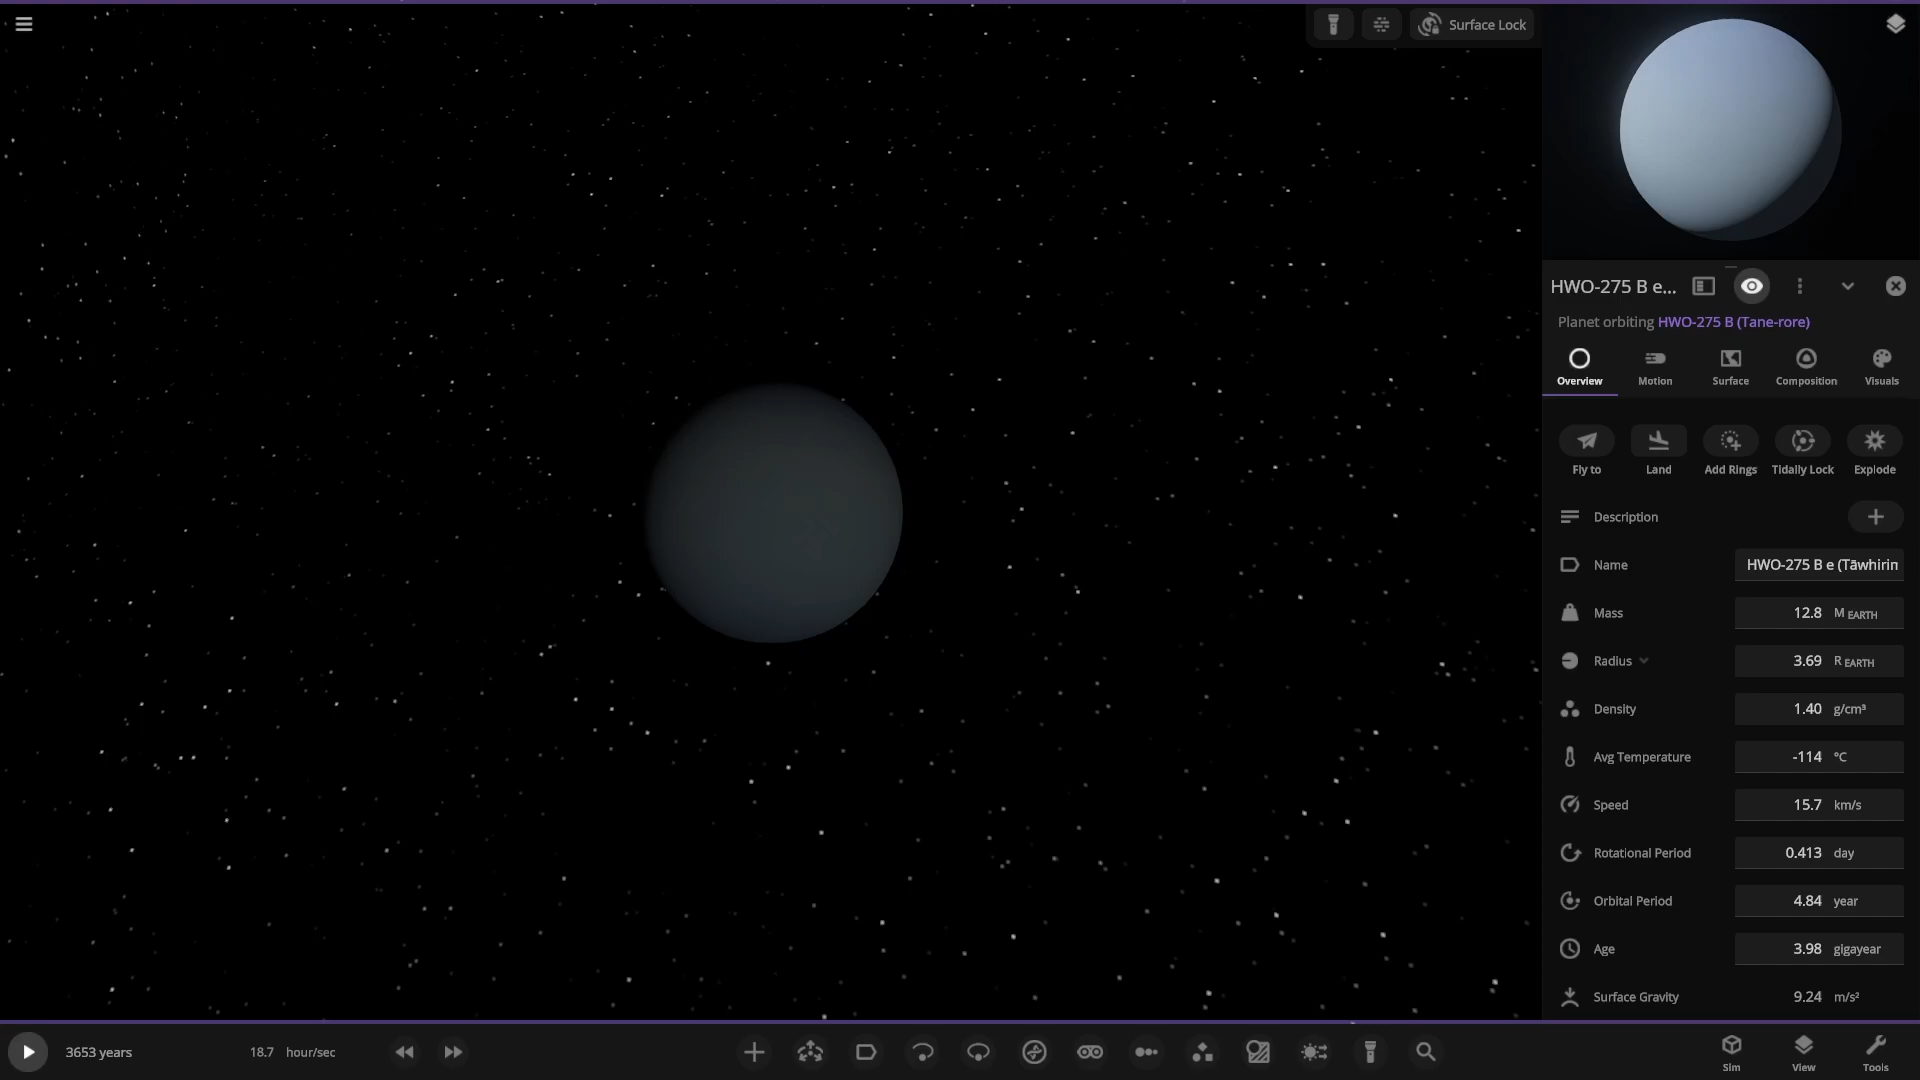 Surface Lock
HWO-275 B e...
Planet orbiting HWO-275 B (Tane-rore)
Overview Motion Surface Composition Visuals
Fly to Land Add Rings Tidally Lock Explode
Description
Name HWO-275 B e (Tāwhirin
Mass 12.8 M EARTH
Radius 3.69 R EARTH
Density 1.40 g/cm³
Avg Temperature -114 °C
Speed 15.7 km/s
Rotational Period 0.413 day
Orbital Period 4.84 year
Age 3.98 gigayear
Surface Gravity 9.24 m/s²
3653 years 18.7 hour/sec
Sim View Tools